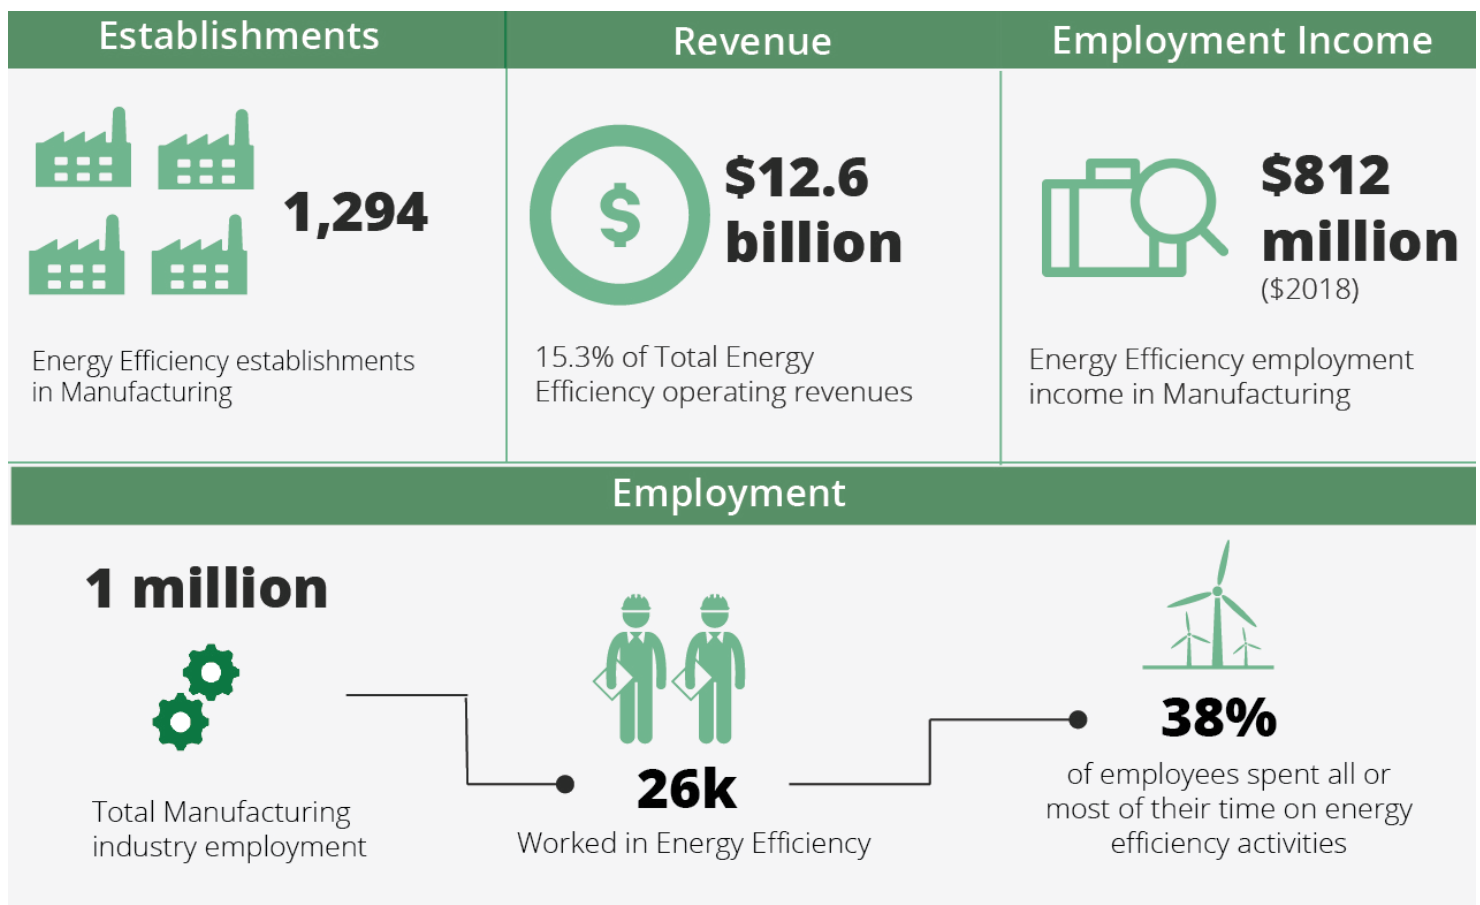 Establishments
1,294
Energy Efficiency establishments
in Manufacturing
Revenue
$
$12.6
billion
15.3% of Total Energy
Efficiency operating revenues
Employment Income
$812
million
($2018)
Energy Efficiency employment
income in Manufacturing
Employment
1 million
Total Manufacturing
industry employment
26k
Worked in Energy Efficiency
38%
of employees spent all or
most of their time on energy
efficiency activities